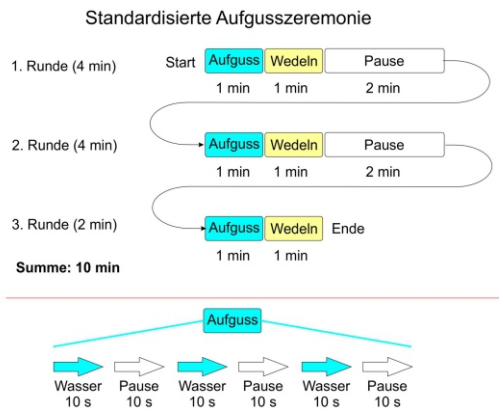 Standardisierte Aufgusszeremonie
1. Runde (4 min) Start Aufguss Wedeln Pause
1 min 1 min 2 min
2. Runde (4 min) Aufguss Wedeln Pause
1 min 1 min 2 min
3. Runde (2 min) Aufguss Wedeln Ende
1 min 1 min
Summe: 10 min
Aufguss
Wasser Pause Wasser Pause Wasser Pause
10 s 10 s 10 s 10 s 10 s 10 s